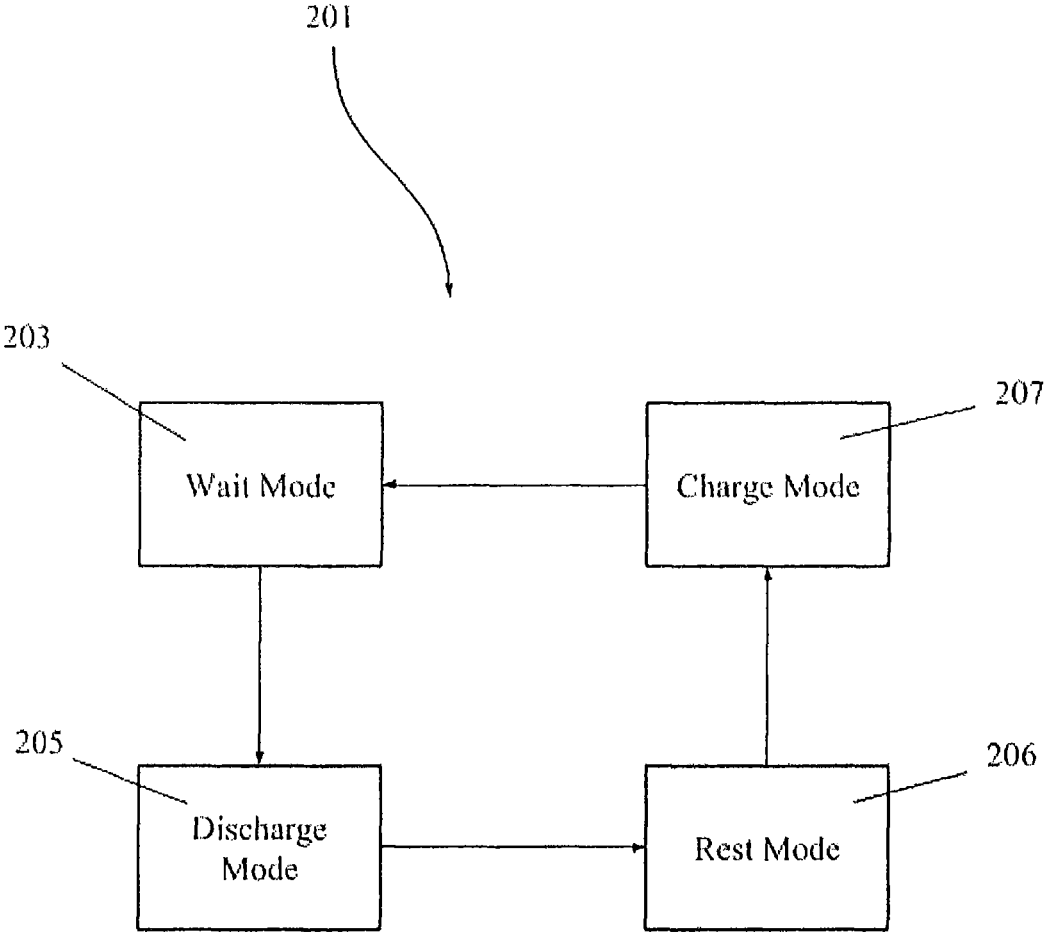 201
203
207
Wait Mode
Charge Mode
205
206
Discharge
Mode
Rest Mode